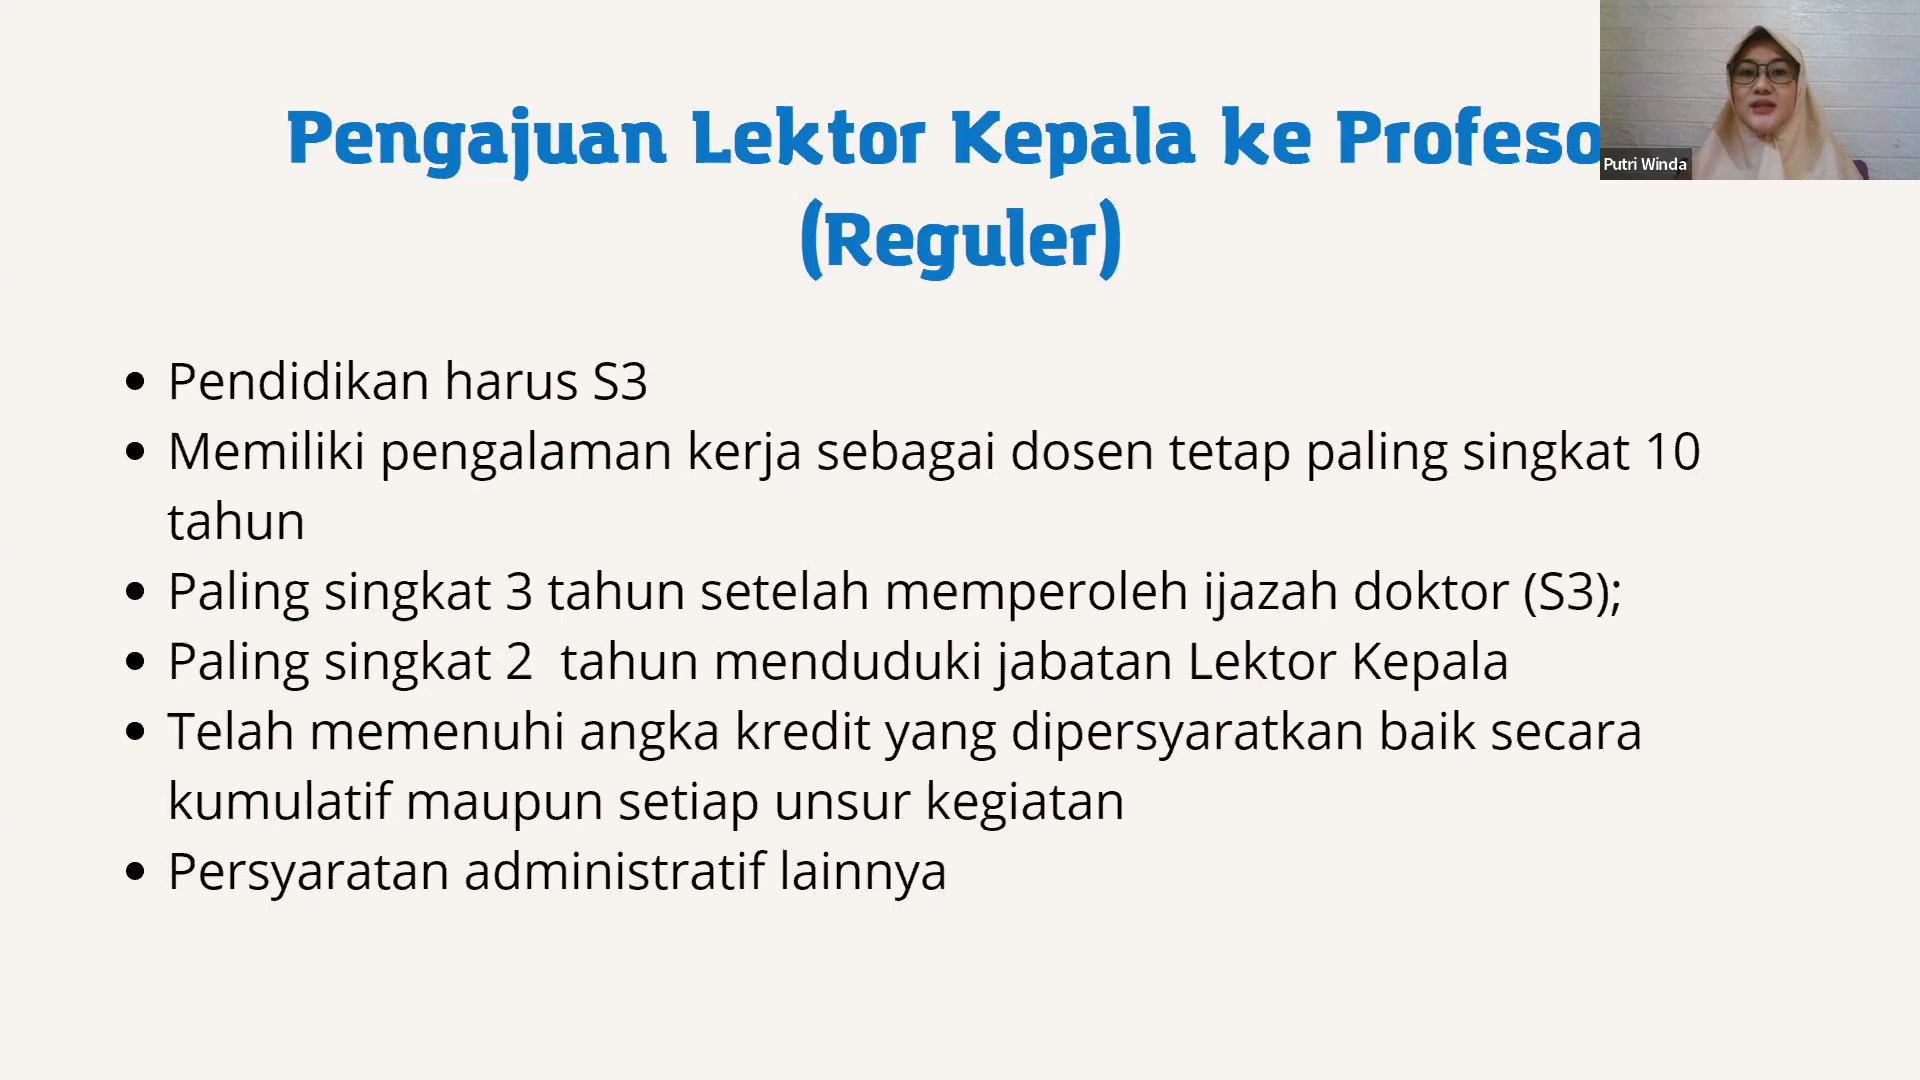 Pengajuan Lektor Kepala ke Profeso
(Reguler)
Putri Winda
• Pendidikan harus S3
• Memiliki pengalaman kerja sebagai dosen tetap paling singkat 10
tahun
• Paling singkat 3 tahun setelah memperoleh ijazah doktor (S3);
• Paling singkat 2  tahun menduduki jabatan Lektor Kepala
• Telah memenuhi angka kredit yang dipersyaratkan baik secara
kumulatif maupun setiap unsur kegiatan
• Persyaratan administratif lainnya